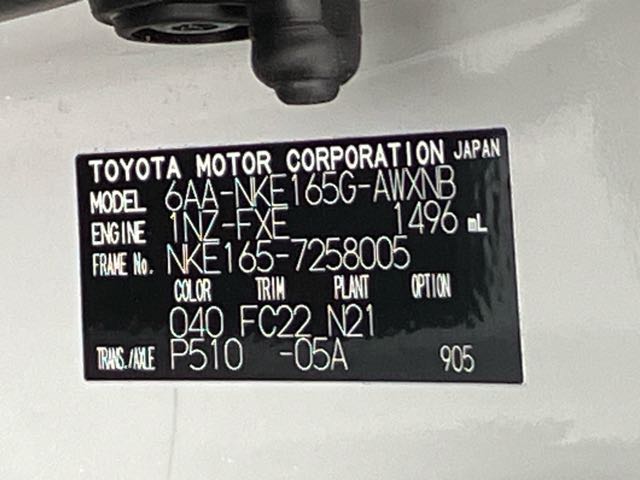 TOYOTA MOTOR CORPORATION JAPAN
MODEL 6AA-NKE165G-AWXNB
ENGINE 1NZ-FXE 1496 mL
FRAME No. NKE165-7258005
COLOR TRIM PLANT OPTION
040 FC22 N21
TRANS./AXLE P510 -05A 905